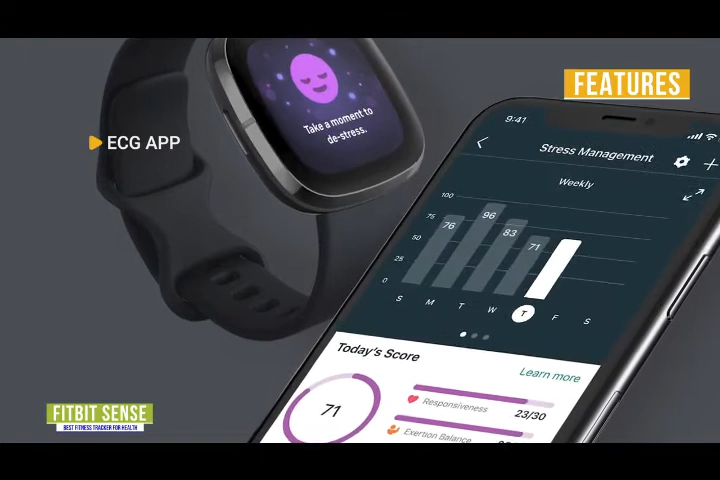 FEATURES
ECG APP
Take a moment to
de-stress.
9:41
Stress Management
Weekly
100
75
50
25
0
76
96
83
71
S M T W T F S
Today's Score
Learn more
71
Responsiveness
23/30
Exertion Balance
FITBIT SENSE
BEST FITNESS TRACKER FOR HEALTH